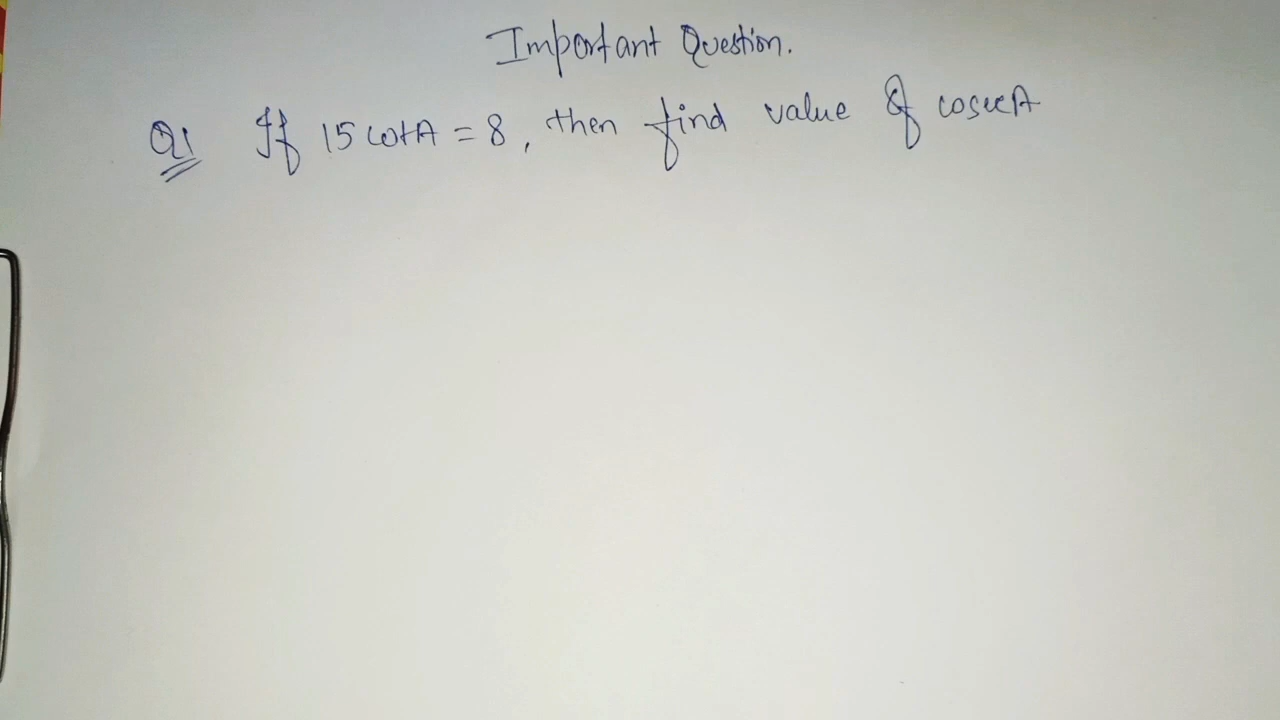 Important Question.
Q1 If 15 cotA = 8, then find value of cosecA